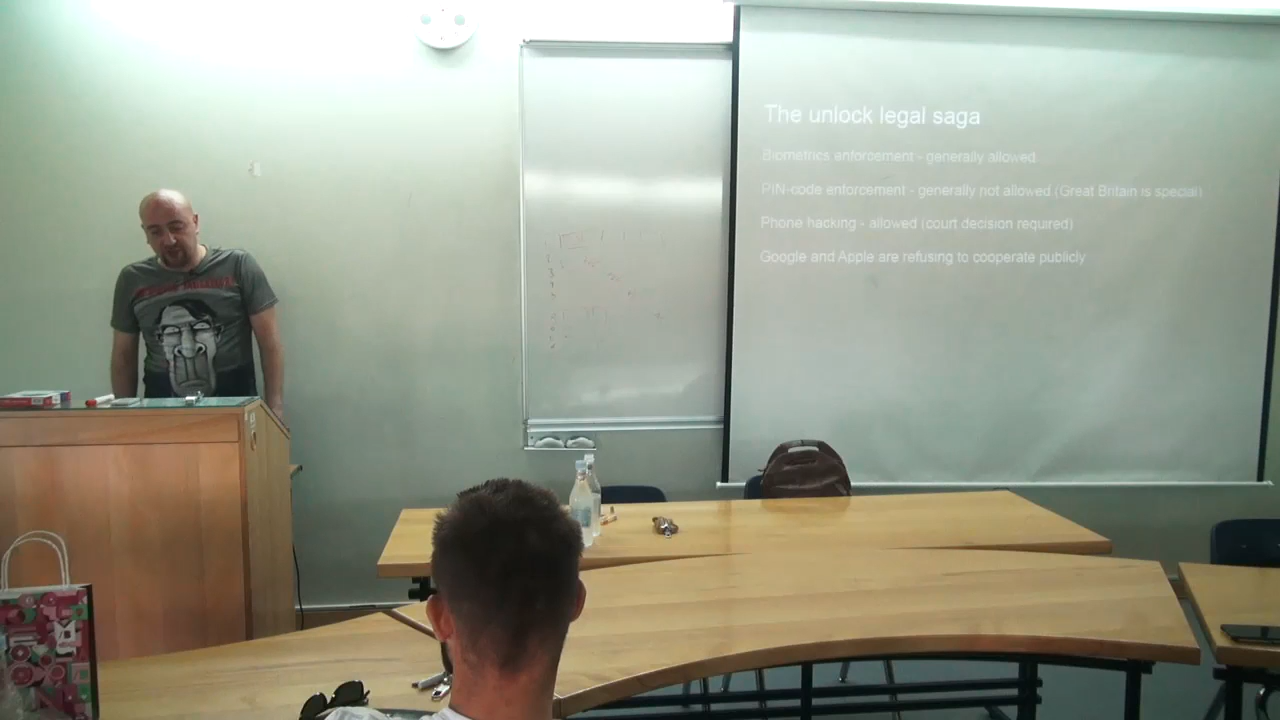 The unlock legal saga
Biometrics enforcement - generally allowed
PIN-code enforcement - generally not allowed (Great Britain is special)
Phone hacking - allowed (court decision required)
Google and Apple are refusing to cooperate publicly